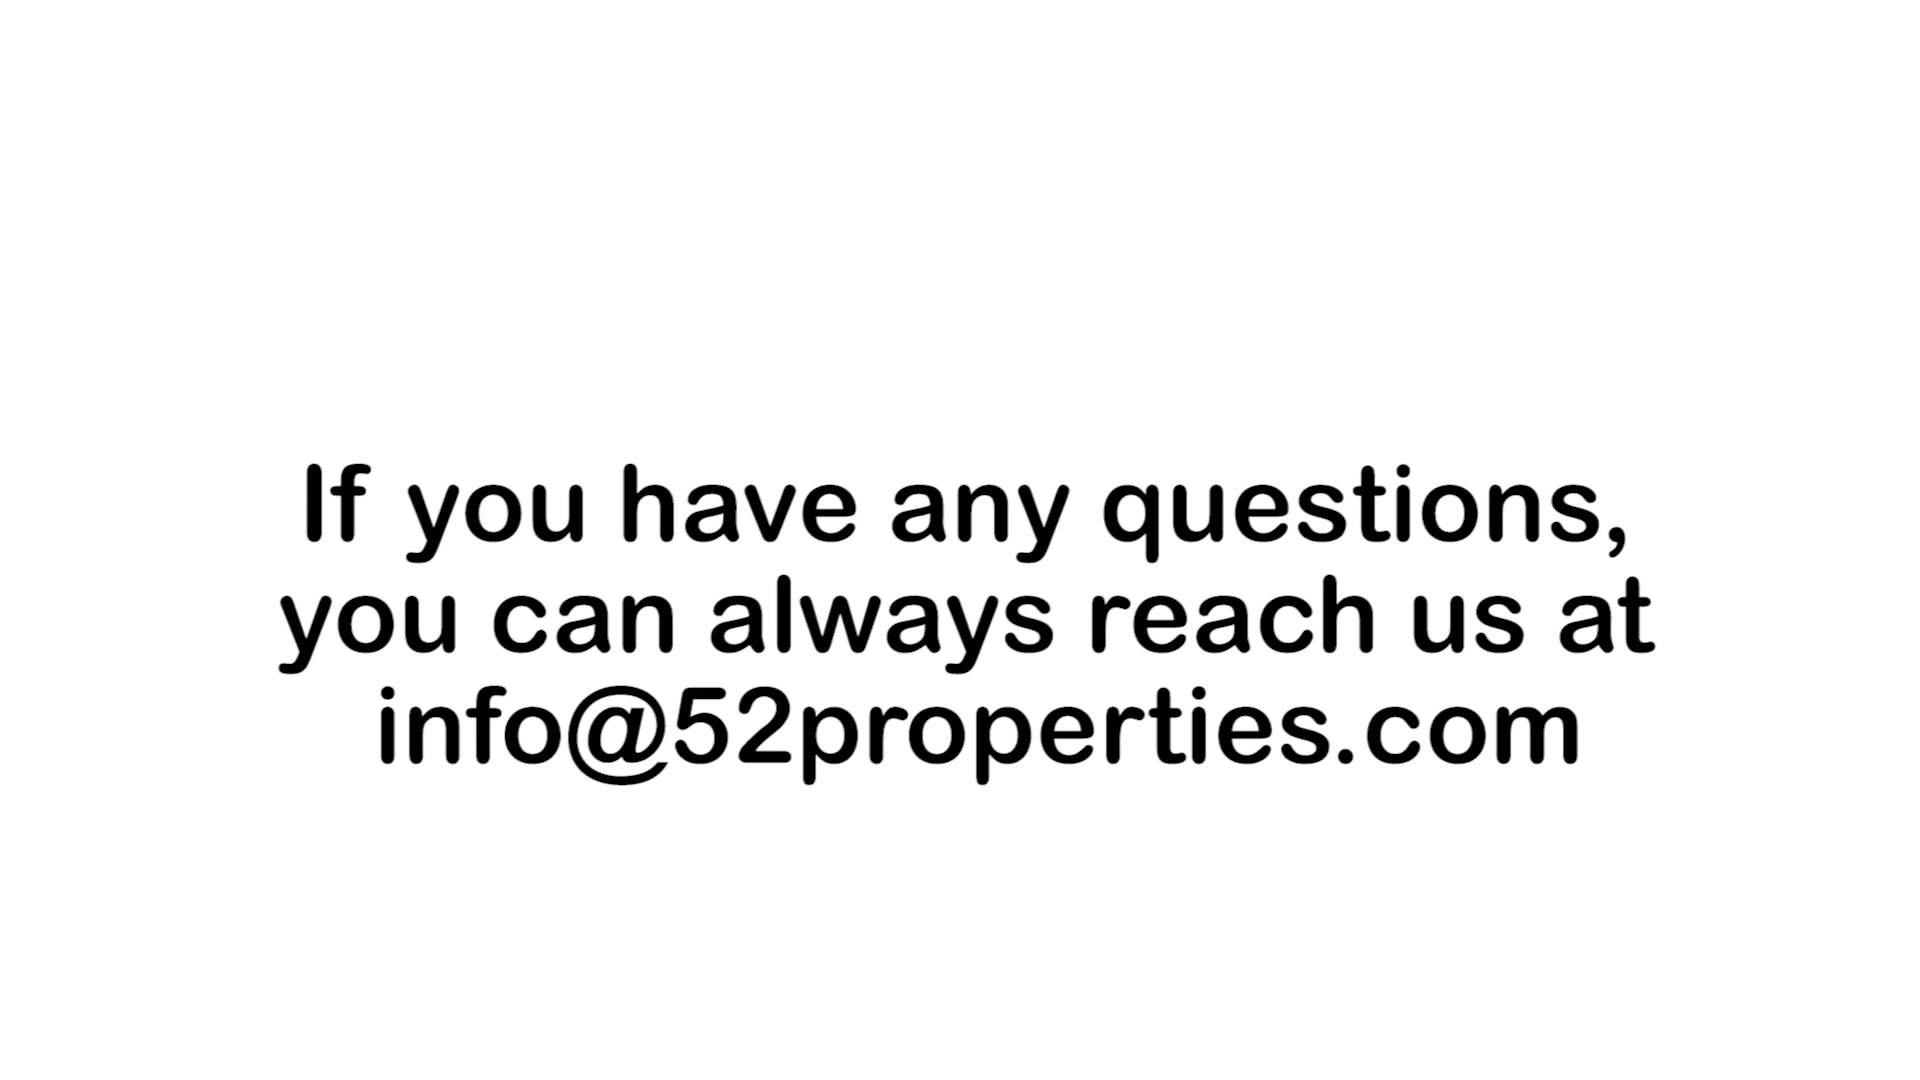 If you have any questions,
you can always reach us at
info@52properties.com